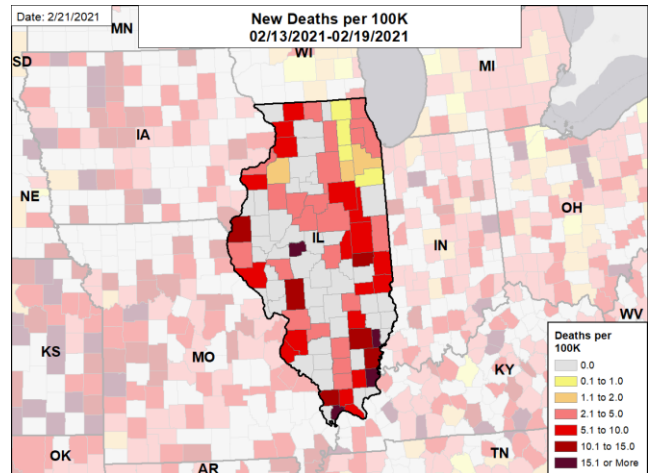 Date: 2/21/2021
New Deaths per 100K
02/13/2021-02/19/2021
MN
WI
SD
MI
IA
NE
OH
IL
IN
WV
KS
MO
KY
OK
AR
TN
Deaths per
100K
0.0
0.1 to 1.0
1.1 to 2.0
2.1 to 5.0
5.1 to 10.0
10.1 to 15.0
15.1 or More